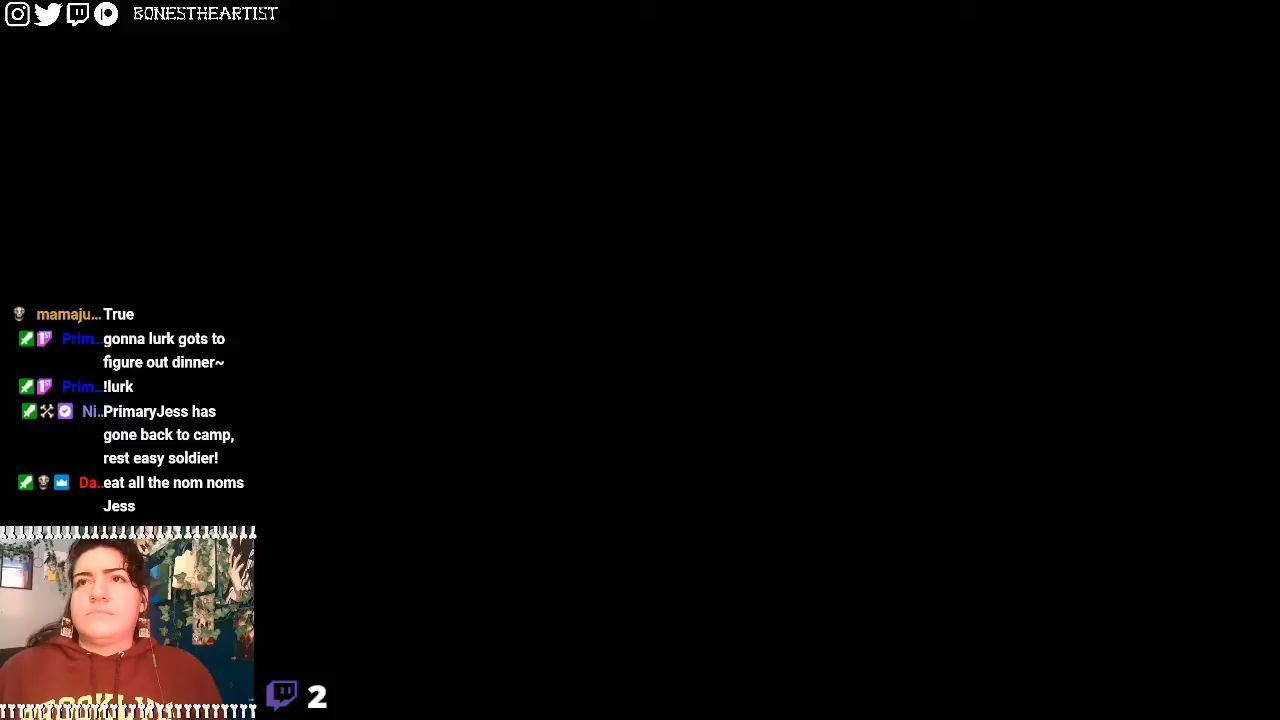 BONESTHEARTIST
mamaju... True
Prim... gonna lurk gots to
figure out dinner~
Prim... !lurk
Ni.. PrimaryJess has
gone back to camp,
rest easy soldier!
Da.. eat all the nom noms
Jess
BROOKLYN
2